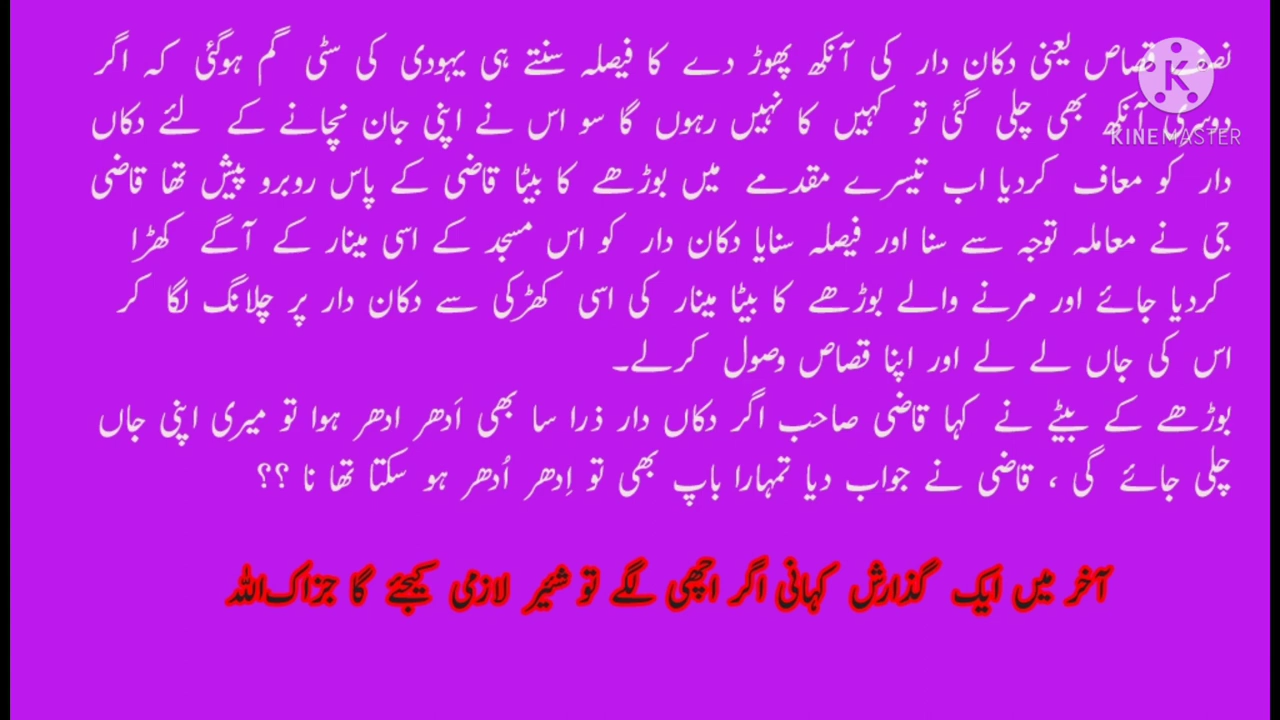 نصف قصاص یعنی دکان دار کی آنکھ پھوڑ دے کا فیصلہ سنتے ہی یہودی کی سٹی گم ہوگئی کہ اگر
دوسری آنکھ بھی چلی گئی تو کہیں کا نہیں رہوں گا سو اس نے اپنی جان نچانے کے لئے دکاں
دار کو معاف کردیا اب تیسرے مقدمے میں بوڑھے کا بیٹا قاضی کے پاس روبرو پیش تھا قاضی
جی نے معاملہ توجہ سے سنا اور فیصلہ سنایا دکان دار کو اس مسجد کے اسی مینار کے آگے کھڑا
کردیا جائے اور مرنے والے بوڑھے کا بیٹا مینار کی اسی کھڑکی سے دکان دار پر چلانگ لگا کر
اس کی جاں لے لے اور اپنا قصاص وصول کرلے۔
بوڑھے کے بیٹے نے کہا قاضی صاحب اگر دکاں دار ذرا سا بھی اَدھر ادھر ہوا تو میری اپنی جاں
چلی جائے گی ، قاضی نے جواب دیا تمہارا باپ بھی تو اِدھر اُدھر ہو سکتا تھا نا ؟؟
آخر میں ایک گذارش کہانی اگر اچھی لگے تو شئیر لازمی کیجئے گا جزاک اللہ
K
KINEMASTER